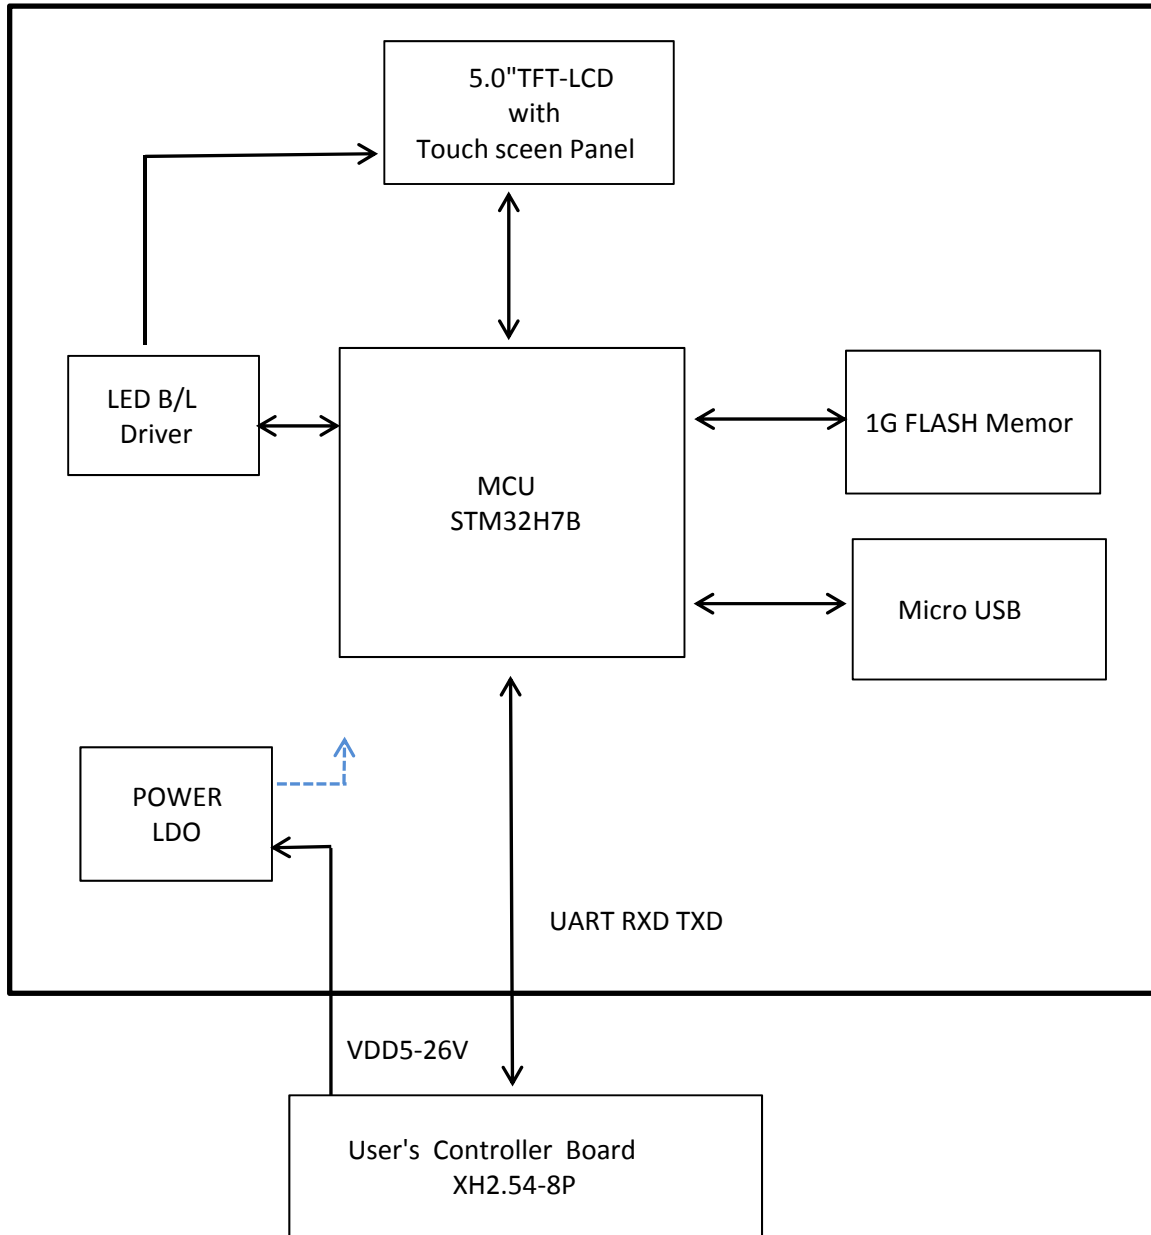 5.0"TFT-LCD
with
Touch sceen Panel
LED B/L
Driver
1G FLASH Memor
MCU
STM32H7B
Micro USB
POWER
LDO
UART RXD TXD
VDD5-26V
User's Controller Board
XH2.54-8P